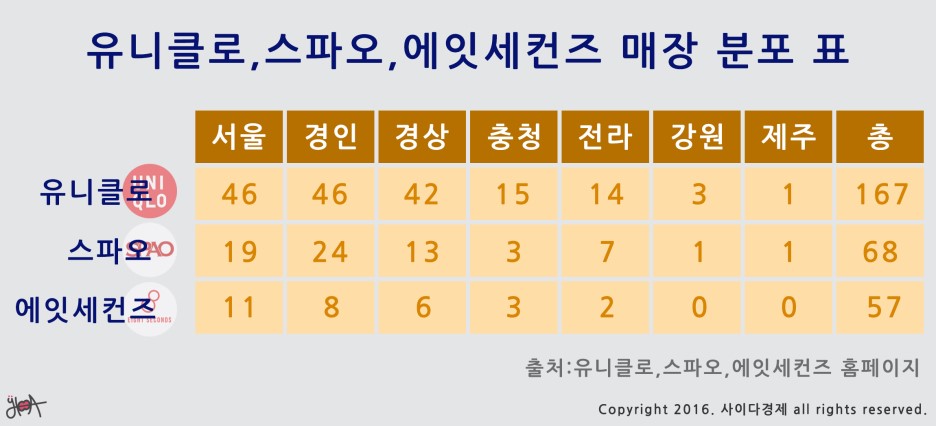 유니클로,스파오,에잇세컨즈 매장 분포 표
서울 경인 경상 충청 전라 강원 제주 총
유니클로 UNI QLO 46 46 42 15 14 3 1 167
스파오 SPAO 19 24 13 3 7 1 1 68
에잇세컨즈 EIGHT SECONDS 11 8 6 3 2 0 0 57
출처:유니클로,스파오,에잇세컨즈 홈페이지
Copyright 2016. 사이다경제 all rights reserved.